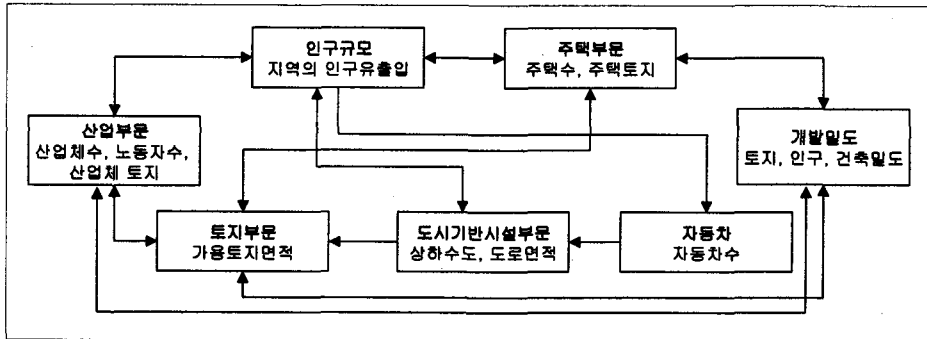 인구규모
지역의 인구유출입
주택부문
주택수, 주택토지
산업부문
산업체수, 노동자수,
산업체 토지
개발밀도
토지, 인구, 건축밀도
토지부문
가용토지면적
도시기반시설부문
상하수도, 도로면적
자동차
자동차수